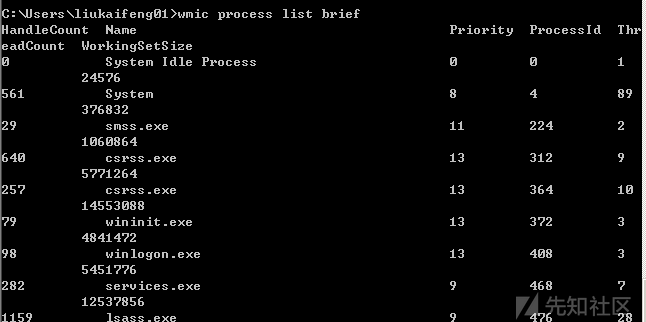 C:\Users\liukaifeng01>wmic process list brief
HandleCount  Name                                        Priority  ProcessId  Thr
eadCount  WorkingSetSize
0            System Idle Process                         0         0          1
          24576
561          System                                      8         4          89
          376832
29           smss.exe                                    11        224        2
          1060864
640          csrss.exe                                   13        312        9
          5771264
257          csrss.exe                                   13        364        10
          14553088
79           wininit.exe                                 13        372        3
          4841472
98           winlogon.exe                                13        408        3
          5451776
282          services.exe                                9         468        7
          12537856
1159         lsass.exe                                   9         476        28
先知社区